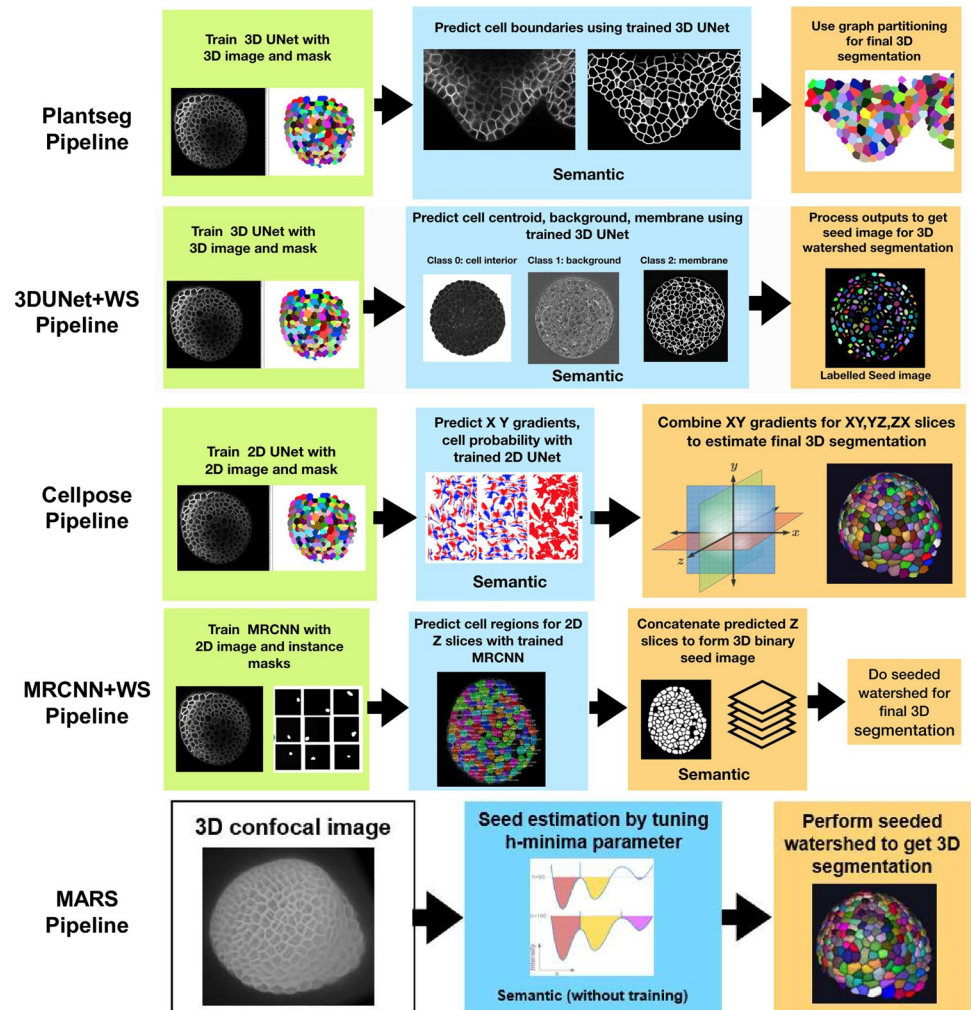 Plantseg
Pipeline
Train 3D UNet with
3D image and mask
Predict cell boundaries using trained 3D UNet
Semantic
Use graph partitioning
for final 3D
segmentation
3DUNet+WS
Pipeline
Train 3D UNet with
3D image and mask
Predict cell centroid, background, membrane using
trained 3D UNet
Class 0: cell interior
Class 1: background
Class 2: membrane
Semantic
Process outputs to get
seed image for 3D
watershed segmentation
Labelled Seed image
Cellpose
Pipeline
Train 2D UNet with
2D image and mask
Predict X Y gradients,
cell probability with
trained 2D UNet
Semantic
Combine XY gradients for XY,YZ,ZX slices
to estimate final 3D segmentation
y
x
z
MRCNN+WS
Pipeline
Train MRCNN with
2D image and instance
masks
Predict cell regions for 2D
Z slices with trained
MRCNN
Concatenate predicted Z
slices to form 3D binary
seed image
Semantic
Do seeded
watershed for
final 3D
segmentation
MARS
Pipeline
3D confocal image
Seed estimation by tuning
h-minima parameter
Intensity
Semantic (without training)
Perform seeded
watershed to get 3D
segmentation